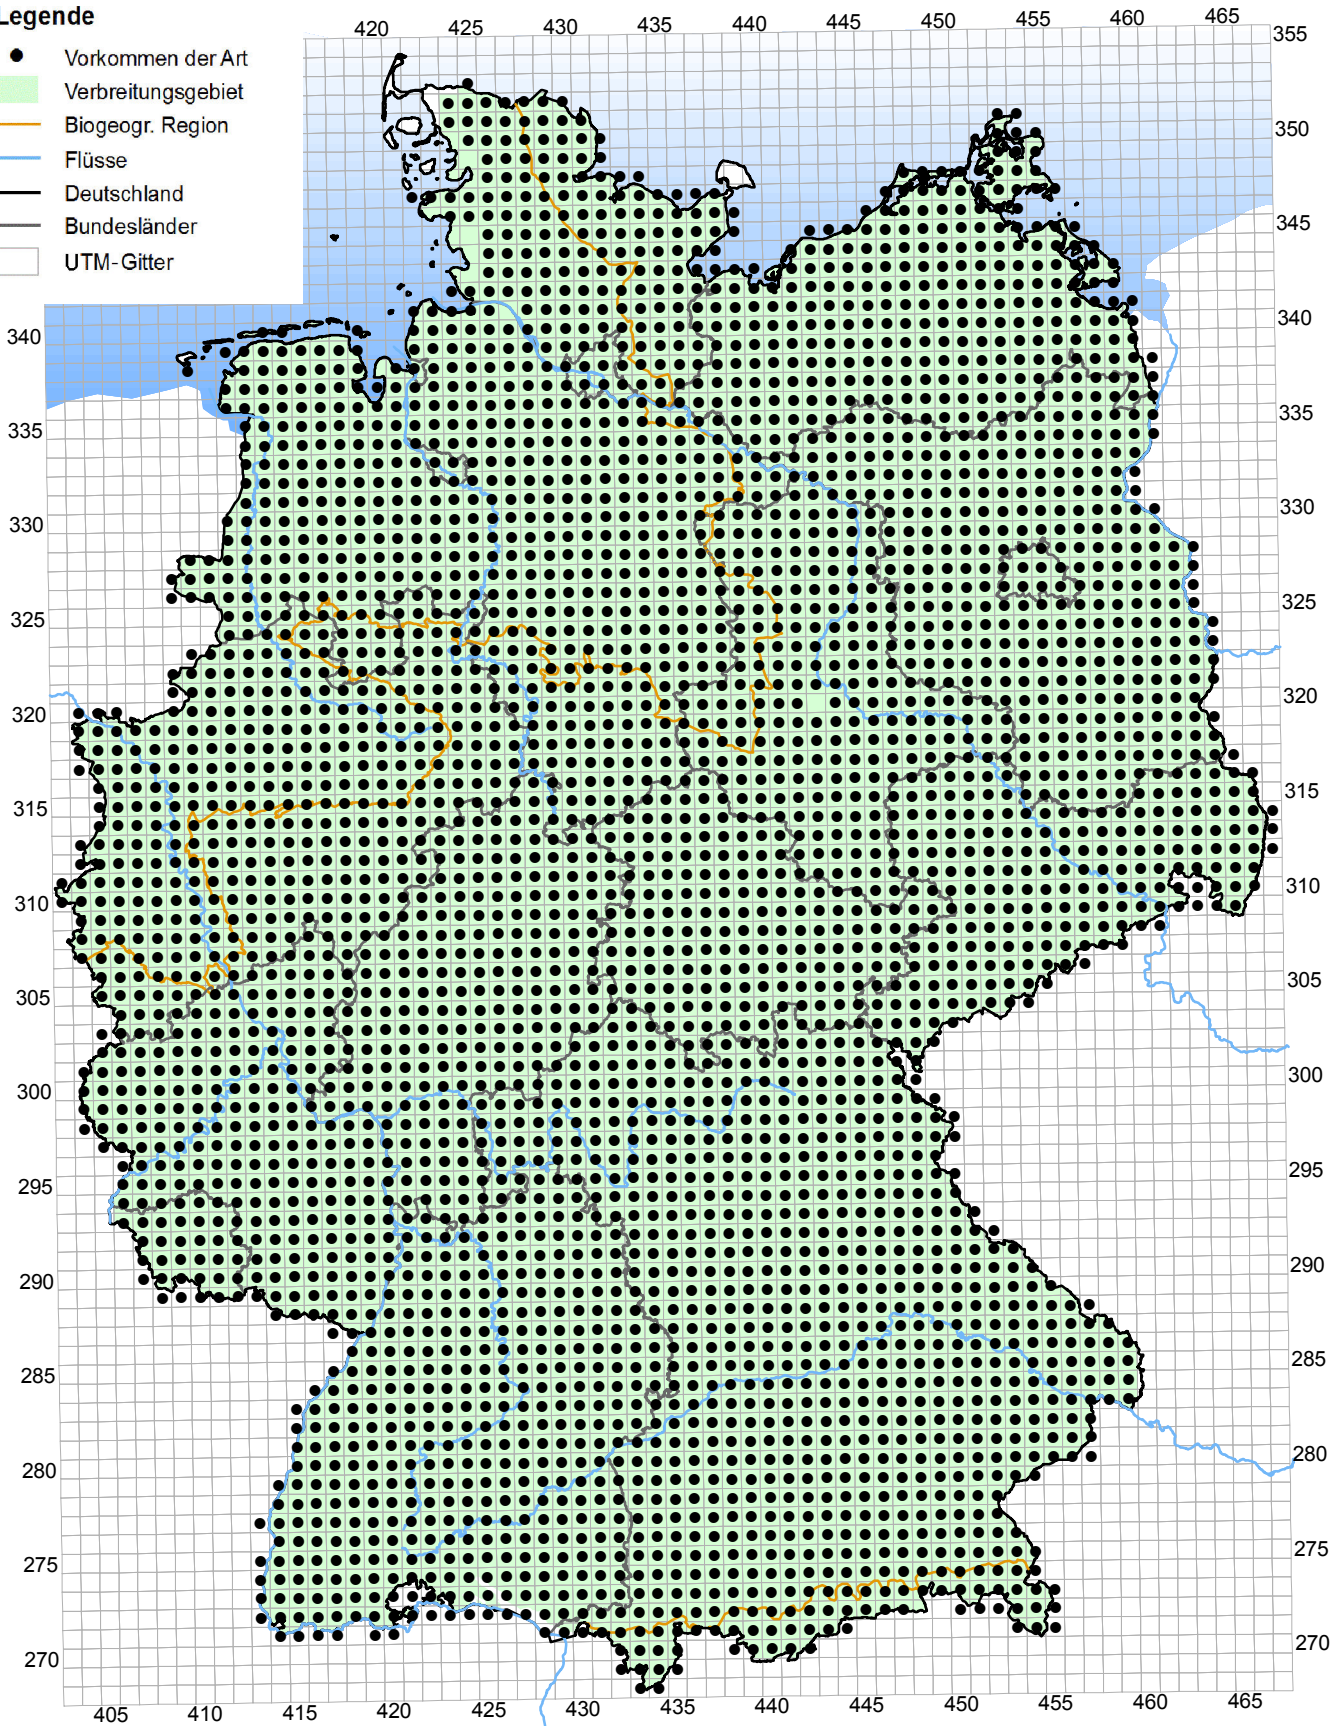 Legende
Vorkommen der Art
Verbreitungsgebiet
Biogeogr. Region
Flüsse
Deutschland
Bundesländer
UTM-Gitter
420 425 430 435 440 445 450 455 460 465
355
350
345
340 340
335 335
330 330
325 325
320 320
315 315
310 310
305 305
300 300
295 295
290 290
285 285
280 280
275 275
270 270
405 410 415 420 425 430 435 440 445 450 455 460 465